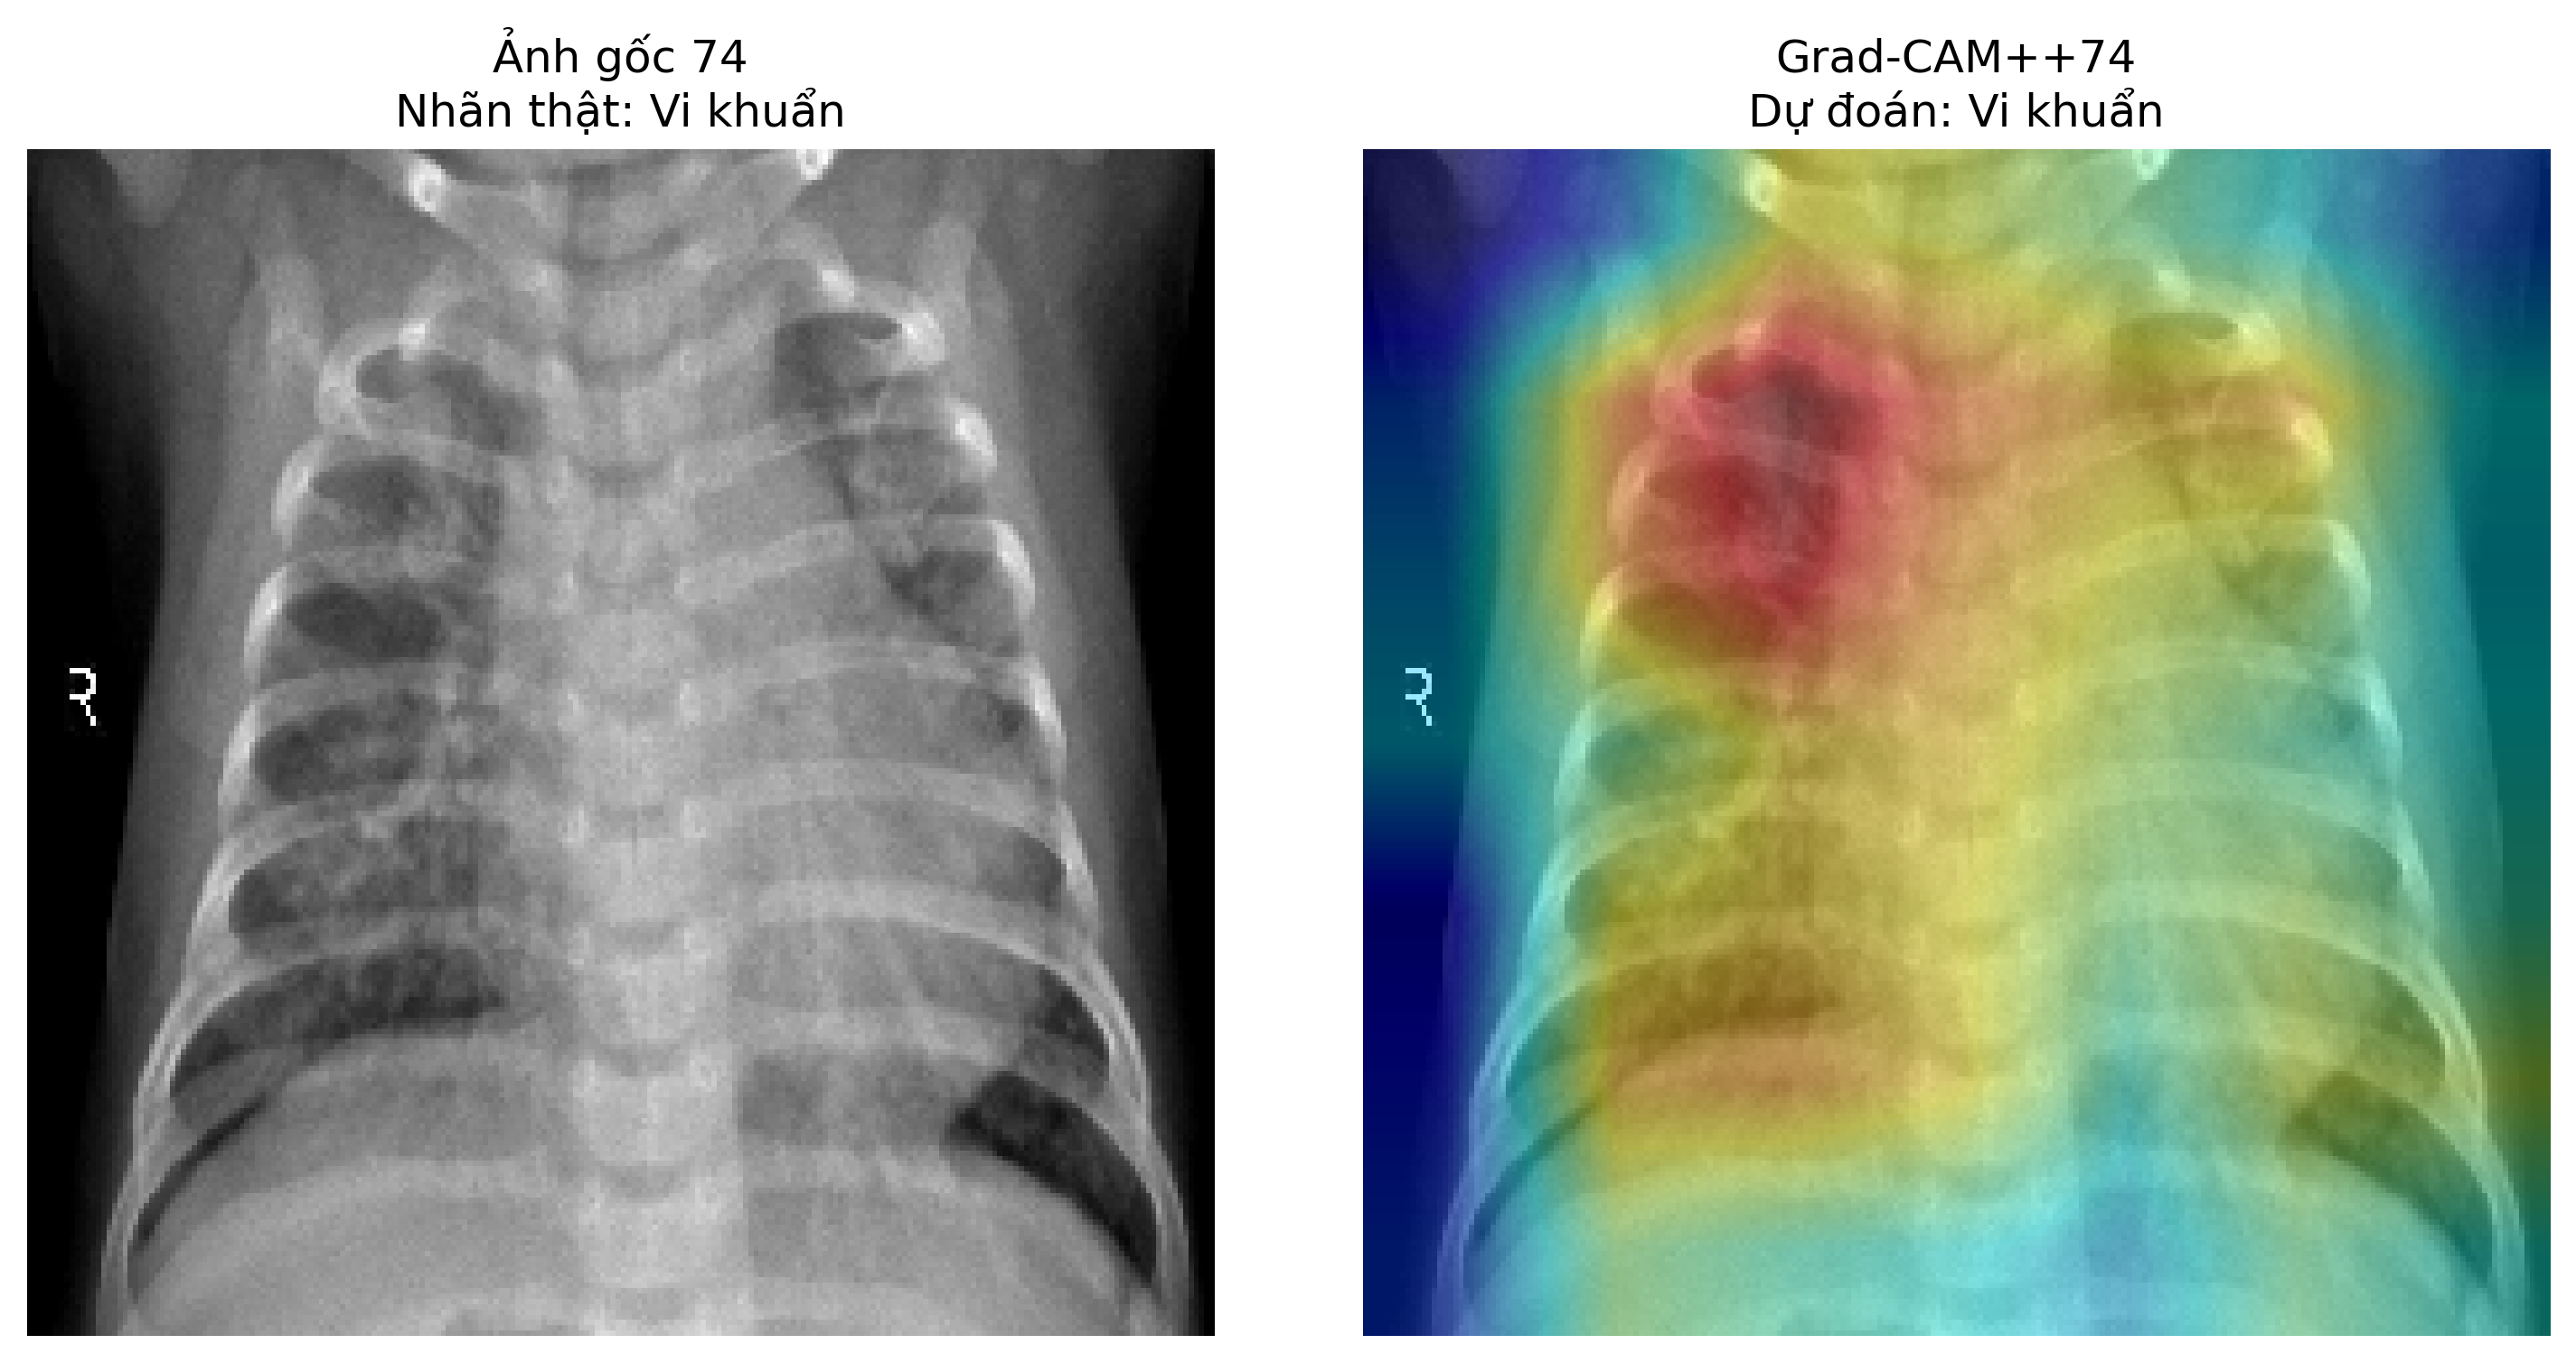 Ảnh gốc 74
Nhãn thật: Vi khuẩn
R
Grad-CAM++74
Dự đoán: Vi khuẩn
R